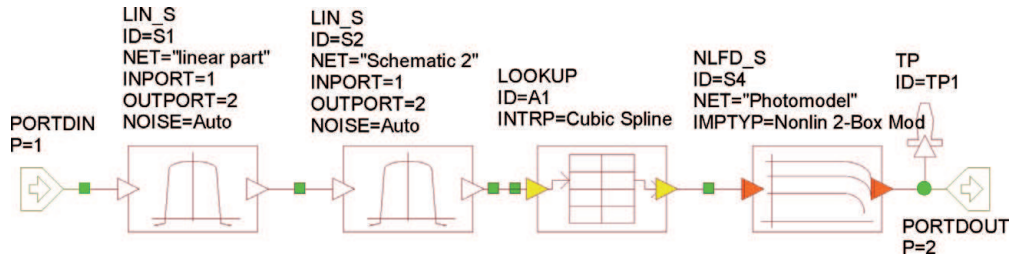 PORTDIN
P=1
LIN_S
ID=S1
NET="linear part"
INPORT=1
OUTPORT=2
NOISE=Auto
LIN_S
ID=S2
NET="Schematic 2"
INPORT=1
OUTPORT=2
NOISE=Auto
LOOKUP
ID=A1
INTRP=Cubic Spline
NLFD_S
ID=S4
NET="Photomodel"
IMPTYP=Nonlin 2-Box Mod
TP
ID=TP1
PORTDOUT
P=2